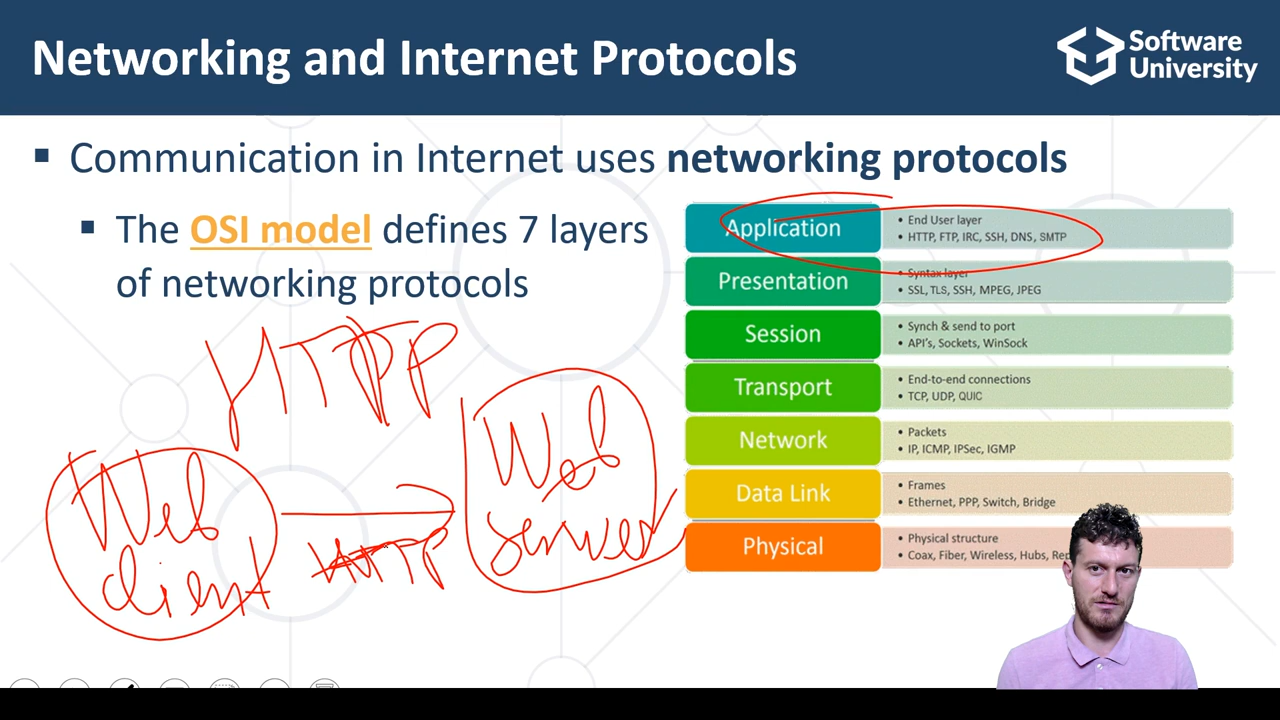 Networking and Internet Protocols
Software
University
▪ Communication in Internet uses networking protocols
▪ The OSI model defines 7 layers
of networking protocols
Application
• End User layer
• HTTP, FTP, IRC, SSH, DNS, SMTP
Presentation
• Syntax layer
• SSL, TLS, SSH, MPEG, JPEG
Session
• Synch & send to port
• API's, Sockets, WinSock
Transport
• End-to-end connections
• TCP, UDP, QUIC
Network
• Packets
• IP, ICMP, IPSec, IGMP
Data Link
• Frames
• Ethernet, PPP, Switch, Bridge
Physical
• Physical structure
• Coax, Fiber, Wireless, Hubs,
HTTP
Web
client
HTTP
Web
server